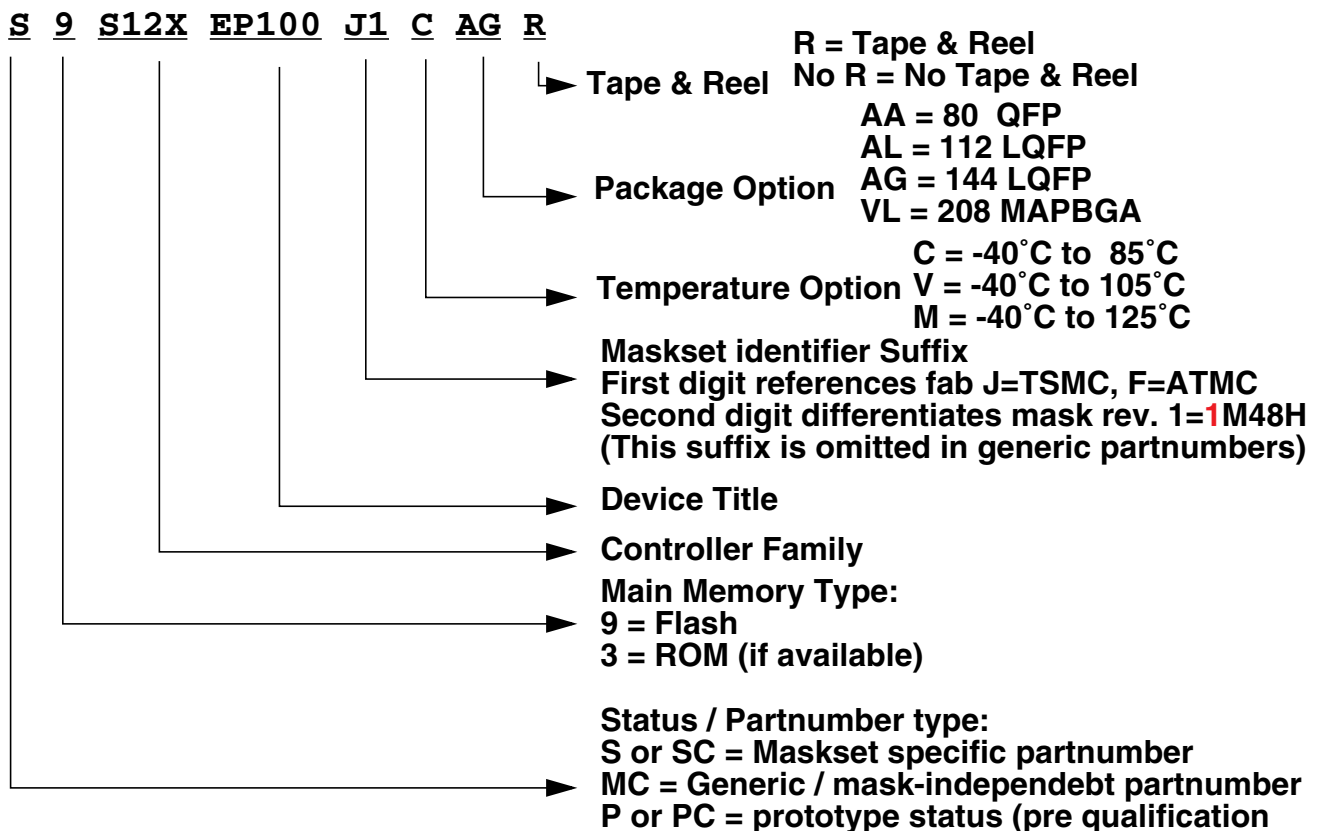 S 9 S12X EP100 J1 C AG R
Tape & Reel
R = Tape & Reel
No R = No Tape & Reel
Package Option
AA = 80 QFP
AL = 112 LQFP
AG = 144 LQFP
VL = 208 MAPBGA
Temperature Option
C = -40˚C to 85˚C
V = -40˚C to 105˚C
M = -40˚C to 125˚C
Maskset identifier Suffix
First digit references fab J=TSMC, F=ATMC
Second digit differentiates mask rev. 1=1M48H
(This suffix is omitted in generic partnumbers)
Device Title
Controller Family
Main Memory Type:
9 = Flash
3 = ROM (if available)
Status / Partnumber type:
S or SC = Maskset specific partnumber
MC = Generic / mask-independebt partnumber
P or PC = prototype status (pre qualification